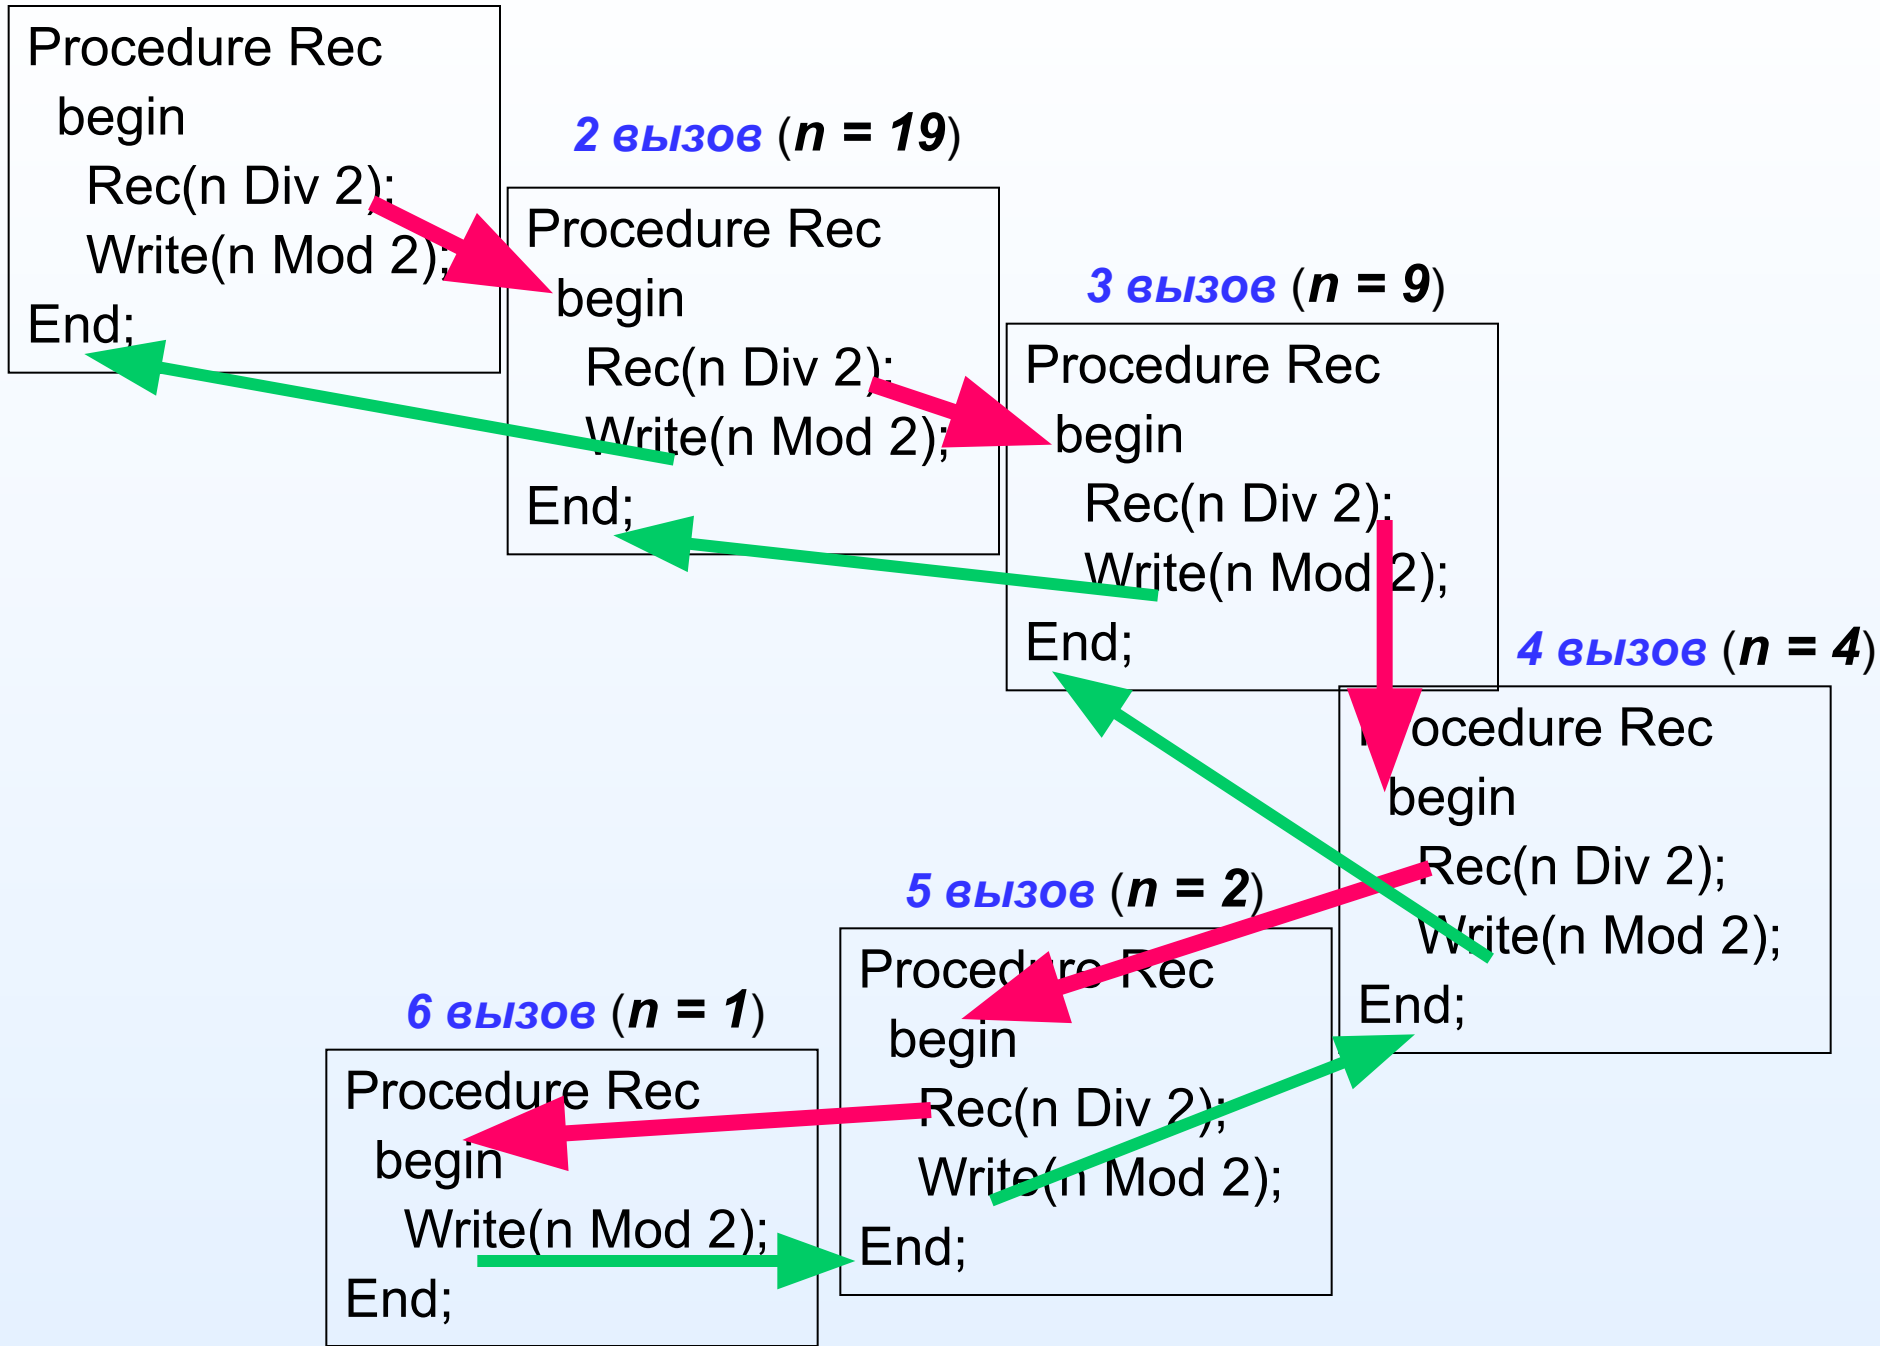 Procedure Rec
begin
Rec(n Div 2);
Write(n Mod 2);
End;
2 вызов (n = 19)
Procedure Rec
begin
Rec(n Div 2);
Write(n Mod 2);
End;
3 вызов (n = 9)
Procedure Rec
begin
Rec(n Div 2);
Write(n Mod 2);
End;
4 вызов (n = 4)
Procedure Rec
begin
Rec(n Div 2);
Write(n Mod 2);
End;
5 вызов (n = 2)
Procedure Rec
begin
Rec(n Div 2);
Write(n Mod 2);
End;
6 вызов (n = 1)
Procedure Rec
begin
Write(n Mod 2);
End;